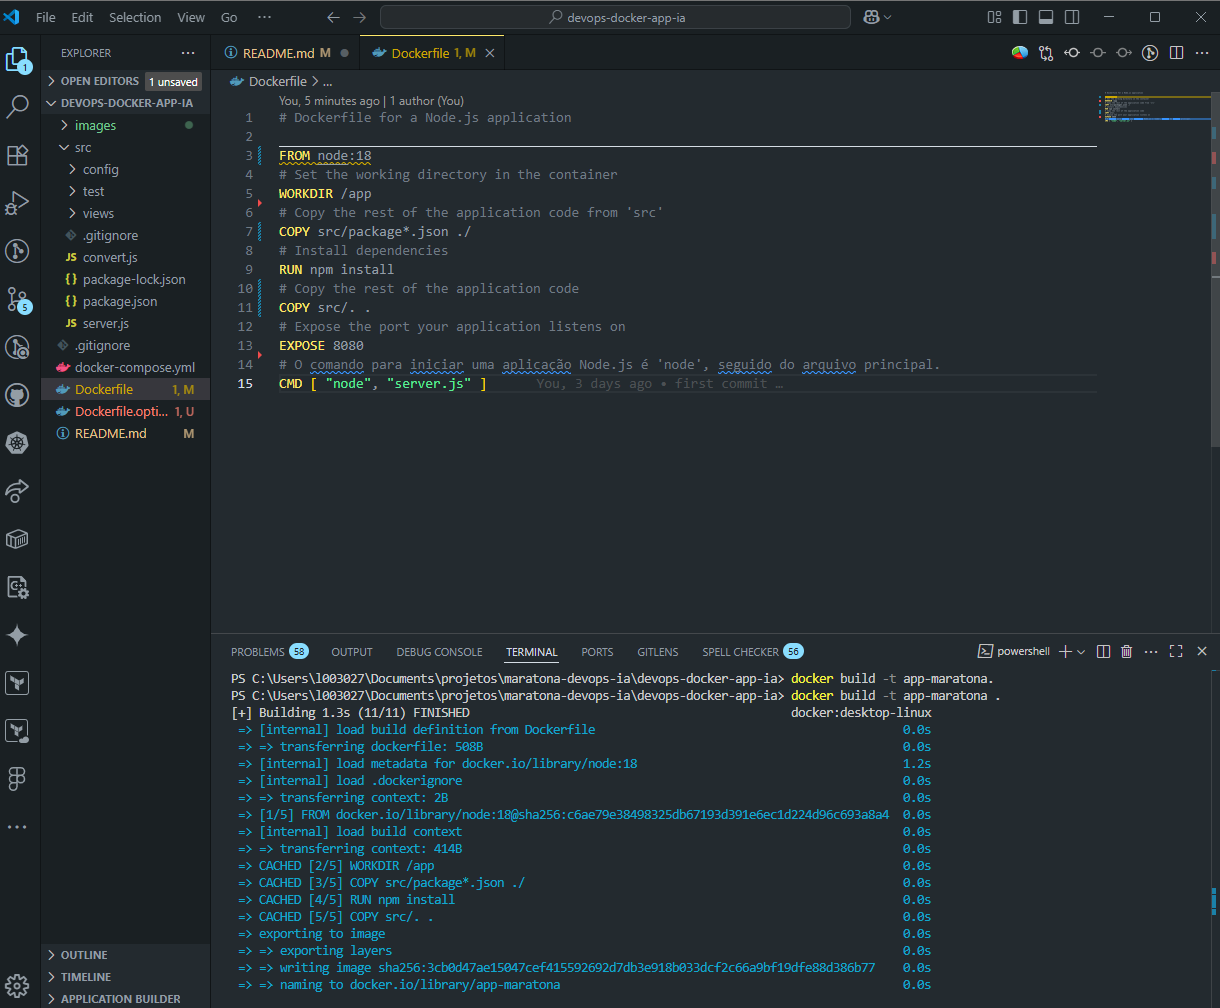 File Edit Selection View Go ··· devops-docker-app-ia
EXPLORER ···
OPEN EDITORS 1 unsaved
DEVOPS-DOCKER-APP-IA
images
src
config
test
views
.gitignore
JS convert.js
{} package-lock.json
{} package.json
JS server.js
.gitignore
docker-compose.yml
Dockerfile 1, M
Dockerfile.opti... 1, U
README.md M
OUTLINE
TIMELINE
APPLICATION BUILDER
1
5
README.md M
Dockerfile 1, M
Dockerfile > ...
You, 5 minutes ago | 1 author (You)
1 # Dockerfile for a Node.js application
2
3 FROM node:18
4 # Set the working directory in the container
5 WORKDIR /app
6 # Copy the rest of the application code from 'src'
7 COPY src/package*.json ./
8 # Install dependencies
9 RUN npm install
10 # Copy the rest of the application code
11 COPY src/. .
12 # Expose the port your application listens on
13 EXPOSE 8080
14 # O comando para iniciar uma aplicação Node.js é 'node', seguido do arquivo principal.
15 CMD [ "node", "server.js" ] You, 3 days ago • first commit …
PROBLEMS 58 OUTPUT DEBUG CONSOLE TERMINAL PORTS GITLENS SPELL CHECKER 56 powershell
PS C:\Users\l003027\Documents\projetos\maratona-devops-ia\devops-docker-app-ia> docker build -t app-maratona.
PS C:\Users\l003027\Documents\projetos\maratona-devops-ia\devops-docker-app-ia> docker build -t app-maratona .
[+] Building 1.3s (11/11) FINISHED docker:desktop-linux
=> [internal] load build definition from Dockerfile 0.0s
=> => transferring dockerfile: 508B 0.0s
=> [internal] load metadata for docker.io/library/node:18 1.2s
=> [internal] load .dockerignore 0.0s
=> => transferring context: 2B 0.0s
=> [1/5] FROM docker.io/library/node:18@sha256:c6ae79e38498325db67193d391e6ec1d224d96c693a8a4 0.0s
=> [internal] load build context 0.0s
=> => transferring context: 414B 0.0s
=> CACHED [2/5] WORKDIR /app 0.0s
=> CACHED [3/5] COPY src/package*.json ./ 0.0s
=> CACHED [4/5] RUN npm install 0.0s
=> CACHED [5/5] COPY src/. . 0.0s
=> exporting to image 0.0s
=> => exporting layers 0.0s
=> => writing image sha256:3cb0d47ae15047cef415592692d7db3e918b033dcf2c66a9bf19dfe88d386b77 0.0s
=> => naming to docker.io/library/app-maratona 0.0s